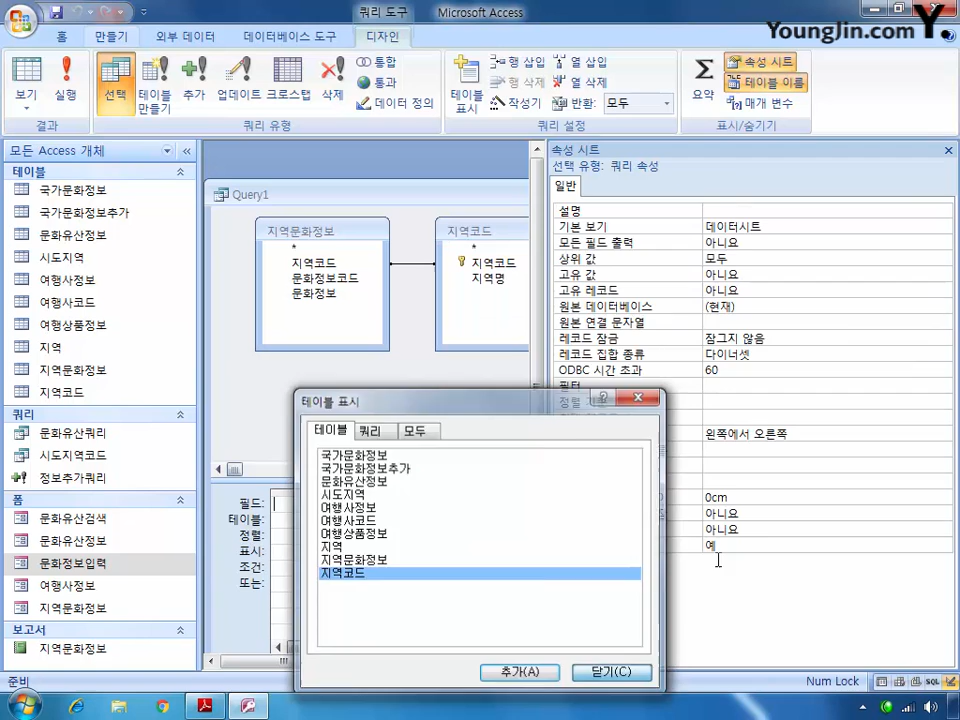 쿼리 도구
Microsoft Access
YoungJin.com Y.
홈
만들기
외부 데이터
데이터베이스 도구
디자인
보기
실행
결과
선택
테이블
만들기
추가
업데이트
크로스탭
삭제
통합
통과
데이터 정의
쿼리 유형
테이블
표시
행 삽입
행 삭제
작성기
열 삽입
열 삭제
반환: 모두
쿼리 설정
요약
속성 시트
테이블 이름
매개 변수
표시/숨기기
모든 Access 개체
테이블
국가문화정보
국가문화정보추가
문화유산정보
시도지역
여행사정보
여행사코드
여행상품정보
지역
지역문화정보
지역코드
쿼리
문화유산쿼리
시도지역코드
정보추가쿼리
폼
문화유산검색
문화유산정보
문화정보입력
여행사정보
지역문화정보
보고서
지역문화정보
Query1
지역문화정보
*
지역코드
문화정보코드
문화정보
지역코드
*
지역코드
지역명
필드:
테이블:
정렬:
표시:
조건:
또는:
속성 시트
선택 유형: 쿼리 속성
일반
설명
기본 보기 데이터시트
모든 필드 출력 아니요
상위 값 모두
고유 값 아니요
고유 레코드 아니요
원본 데이터베이스 (현재)
원본 연결 문자열
레코드 잠금 잠그지 않음
레코드 집합 종류 다이너셋
ODBC 시간 초과 60
필터
정렬 기준
왼쪽에서 오른쪽
0cm
아니요
아니요
예
테이블 표시
테이블
쿼리
모두
국가문화정보
국가문화정보추가
문화유산정보
시도지역
여행사정보
여행사코드
여행상품정보
지역
지역문화정보
지역코드
추가(A)
닫기(C)
준비
Num Lock
SQL